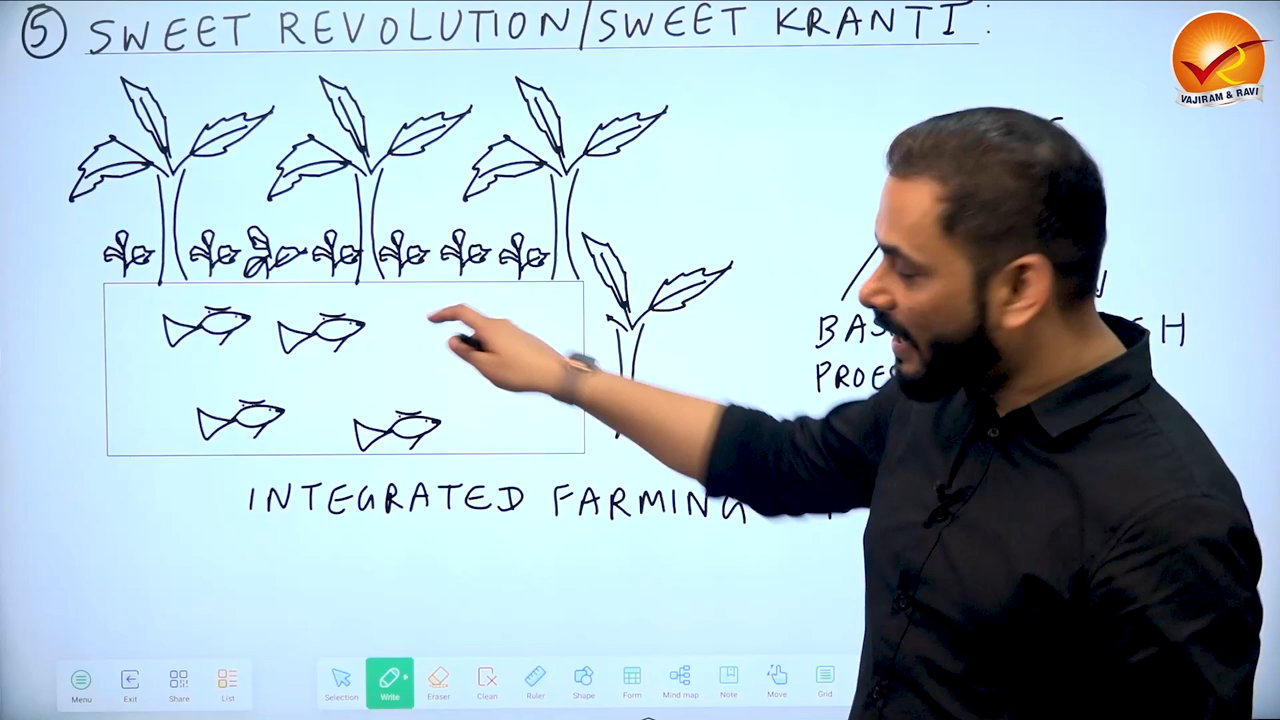 ⑤ SWEET REVOLUTION/SWEET KRANTI:
VAJIRAM & RAVI
INTEGRATED FARMING
Menu
Exit
Share
List
Selection
Write
Eraser
Clean
Ruler
Shape
Form
Mind map
Note
Move
Grid